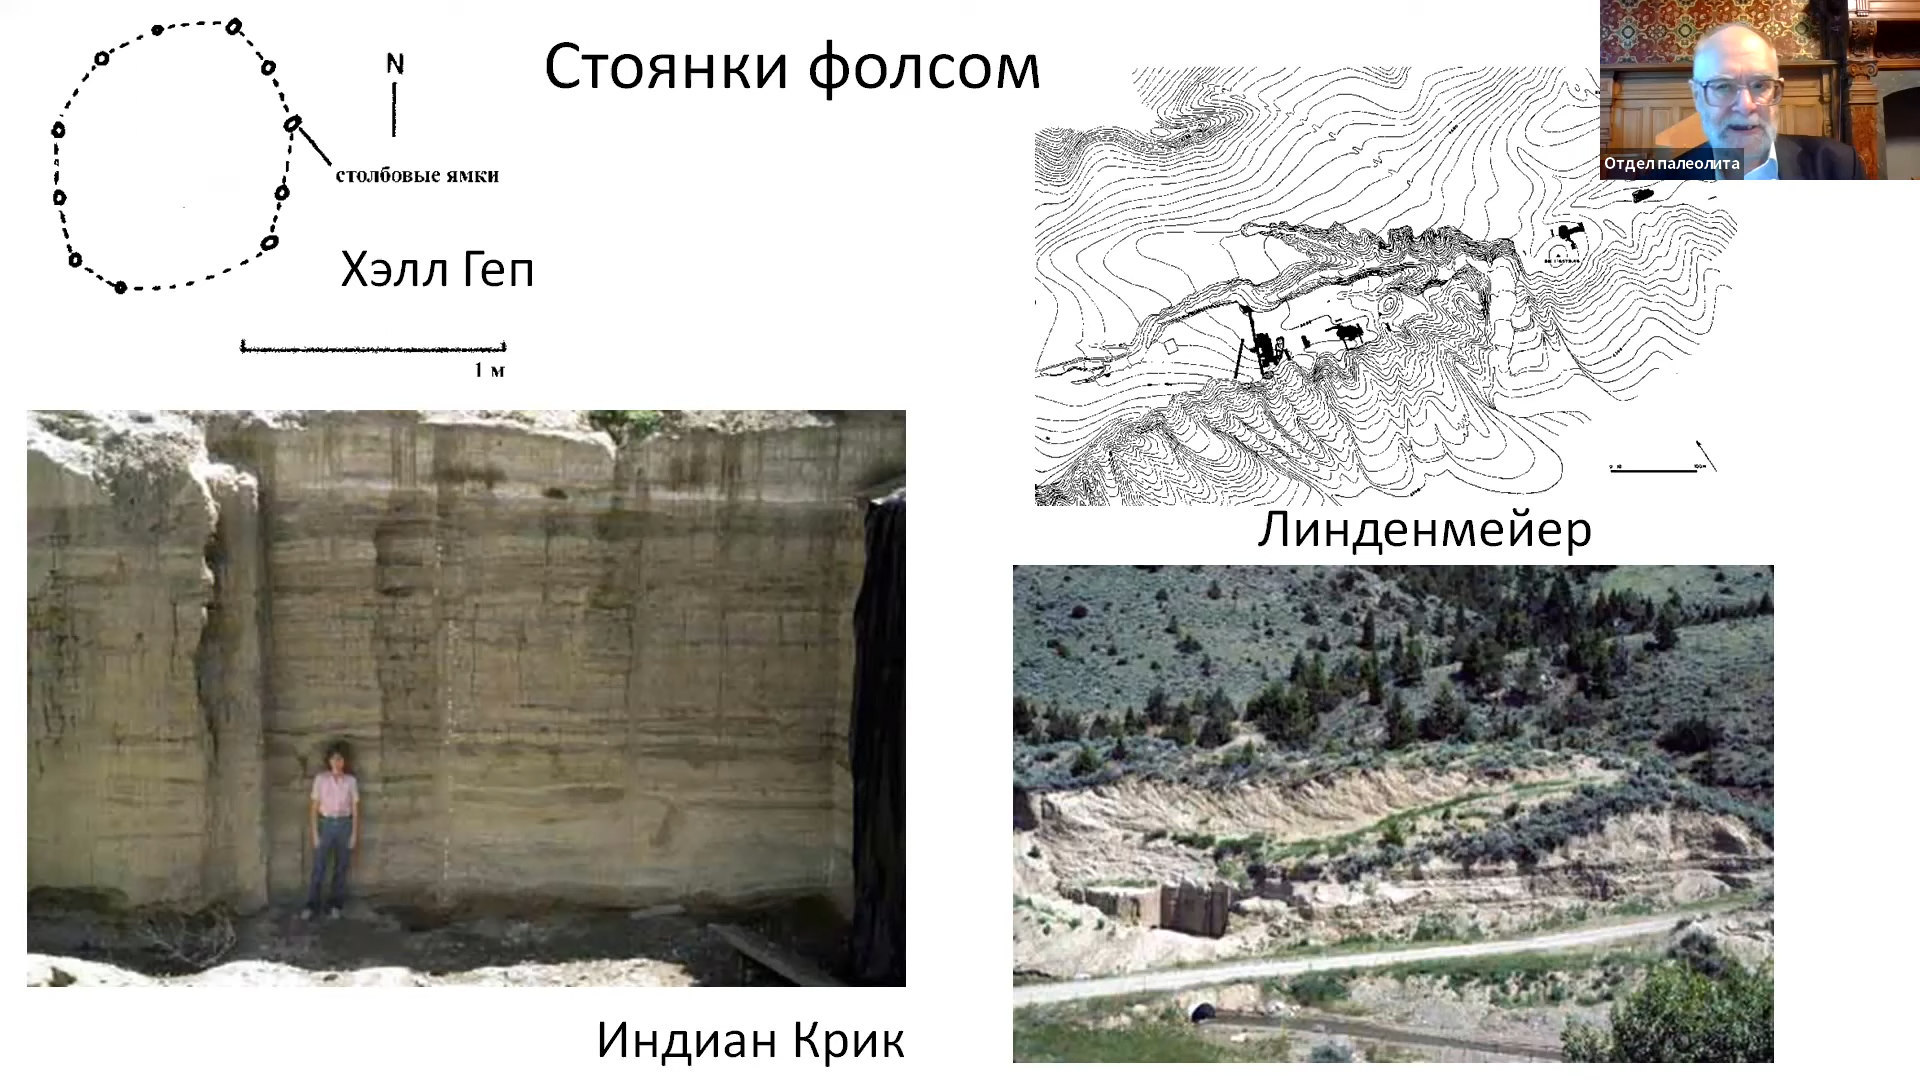 Стоянки фолсом
N
столбовые ямки
Хэлл Геп
1 м
Отдел палеолита
Линденмейер
Индиан Крик